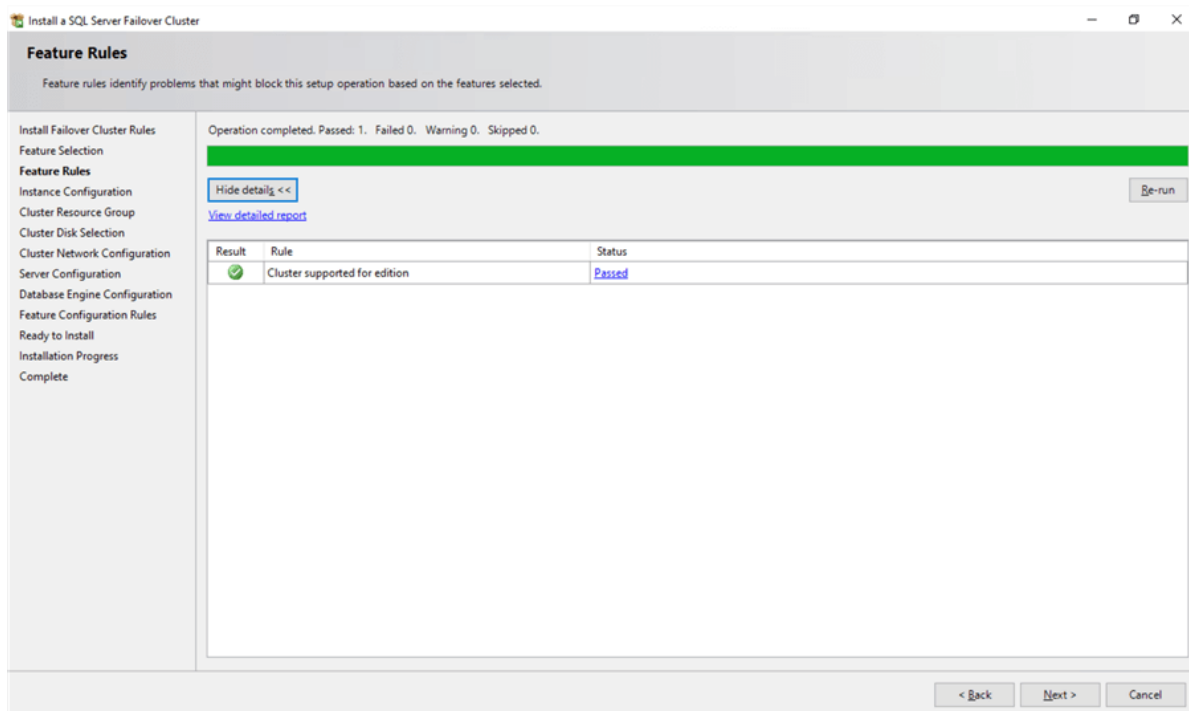 Install a SQL Server Failover Cluster
Feature Rules
Feature rules identify problems that might block this setup operation based on the features selected.
Install Failover Cluster Rules
Feature Selection
Feature Rules
Instance Configuration
Cluster Resource Group
Cluster Disk Selection
Cluster Network Configuration
Server Configuration
Database Engine Configuration
Feature Configuration Rules
Ready to Install
Installation Progress
Complete
Operation completed. Passed: 1. Failed 0. Warning 0. Skipped 0.
Hide details <<
Re-run
View detailed report
Result Rule Status
Cluster supported for edition Passed
< Back Next > Cancel